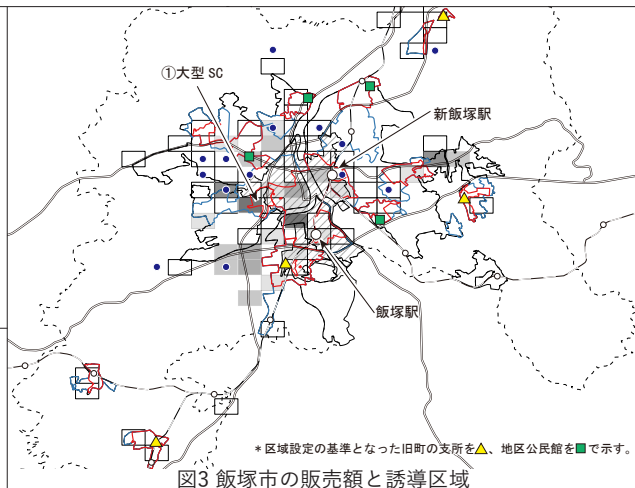 ①大型 SC
新飯塚駅
飯塚駅
*区域設定の基準となった旧町の支所を▲、地区公民館を■で示す。
図3 飯塚市の販売額と誘導区域